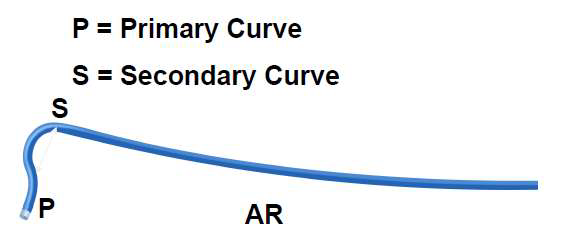 P = Primary Curve
S = Secondary Curve
S
P
AR